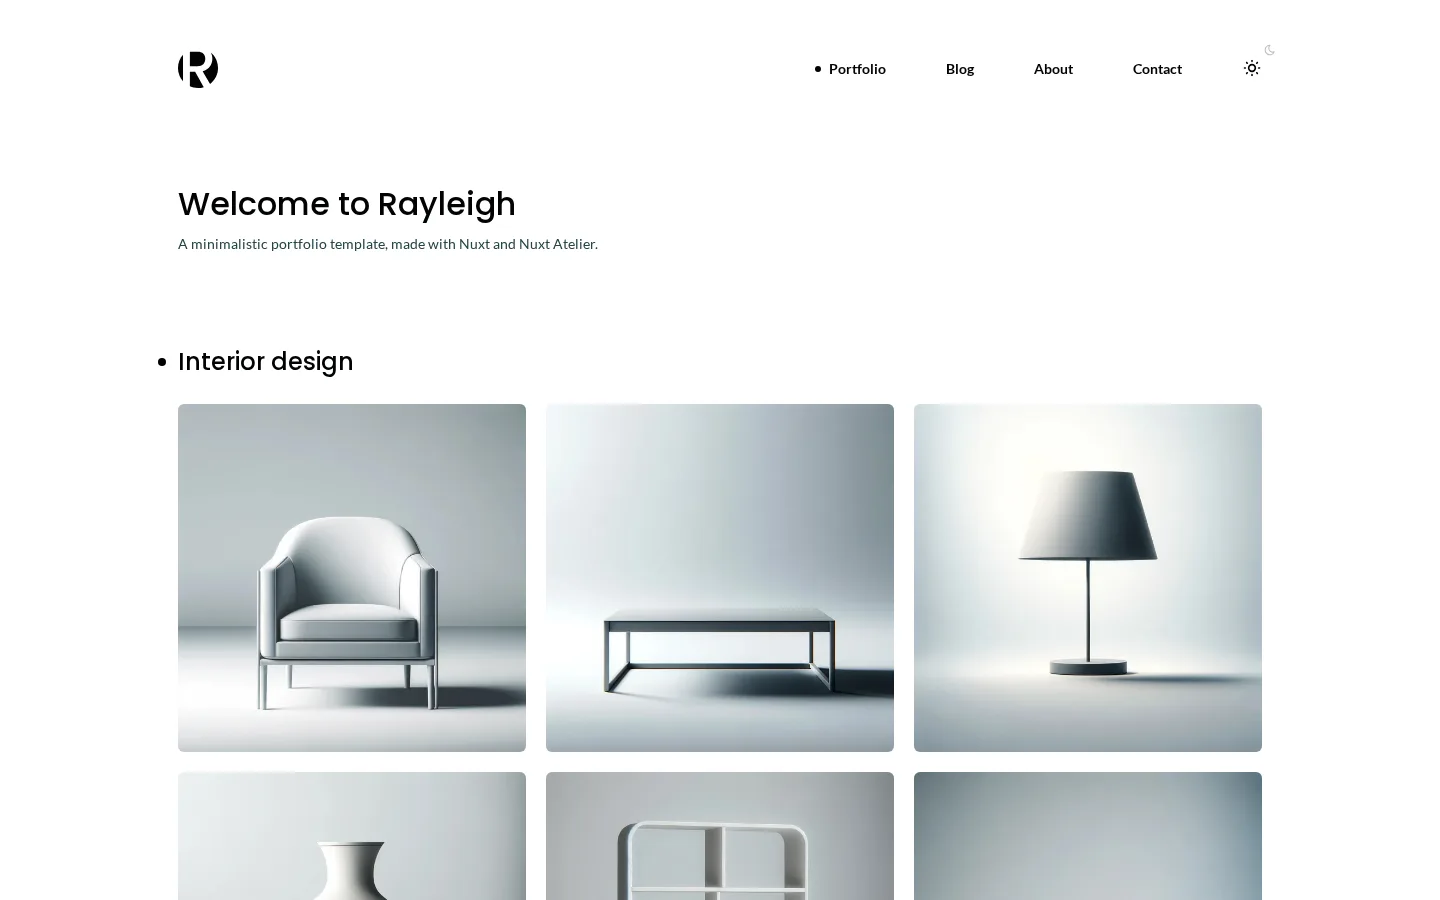 R
Portfolio
Blog
About
Contact
Welcome to Rayleigh
A minimalistic portfolio template, made with Nuxt and Nuxt Atelier.
Interior design